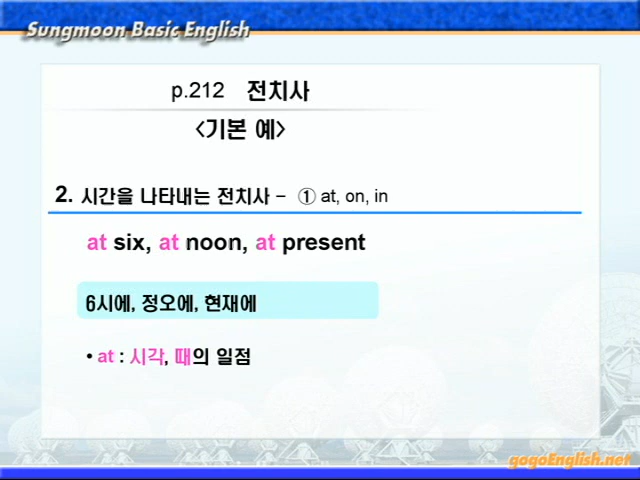 Sungmoon Basic English
p.212 전치사
<기본 예>
2. 시간을 나타내는 전치사 – ① at, on, in
at six, at noon, at present
6시에, 정오에, 현재에
• at : 시각, 때의 일점
gogoEnglish.net